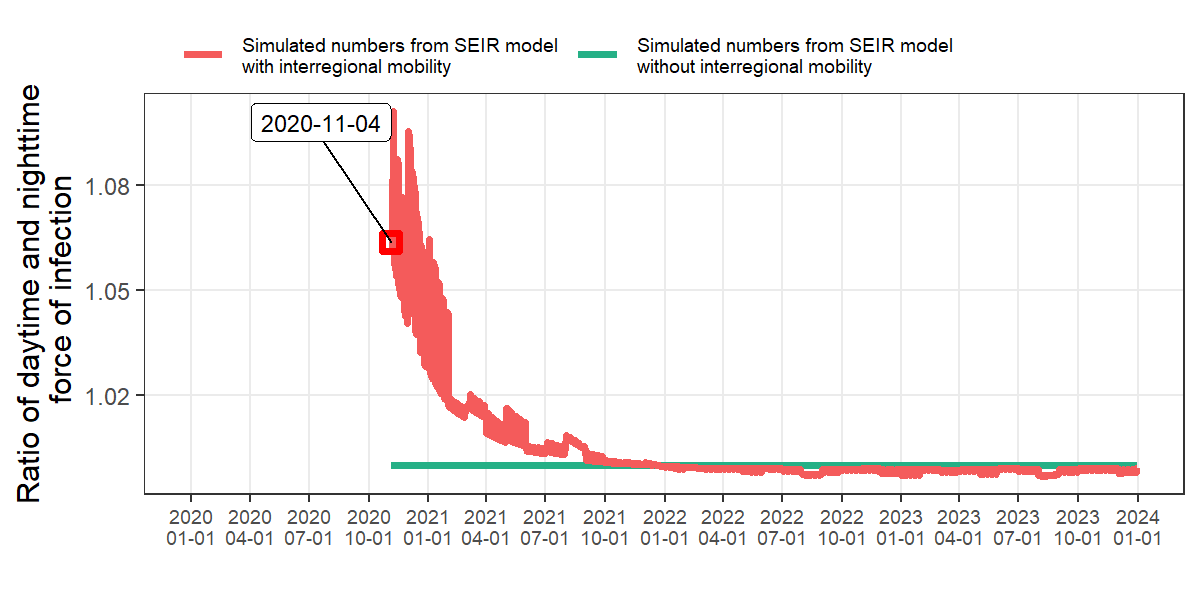 Simulated numbers from SEIR model
with interregional mobility
Simulated numbers from SEIR model
without interregional mobility
Ratio of daytime and nighttime
force of infection
2020-11-04
1.08
1.05
1.02
2020 2020 2020 2020 2021 2021 2021 2021 2022 2022 2022 2022 2023 2023 2023 2023 2024
01-01 04-01 07-01 10-01 01-01 04-01 07-01 10-01 01-01 04-01 07-01 10-01 01-01 04-01 07-01 10-01 01-01